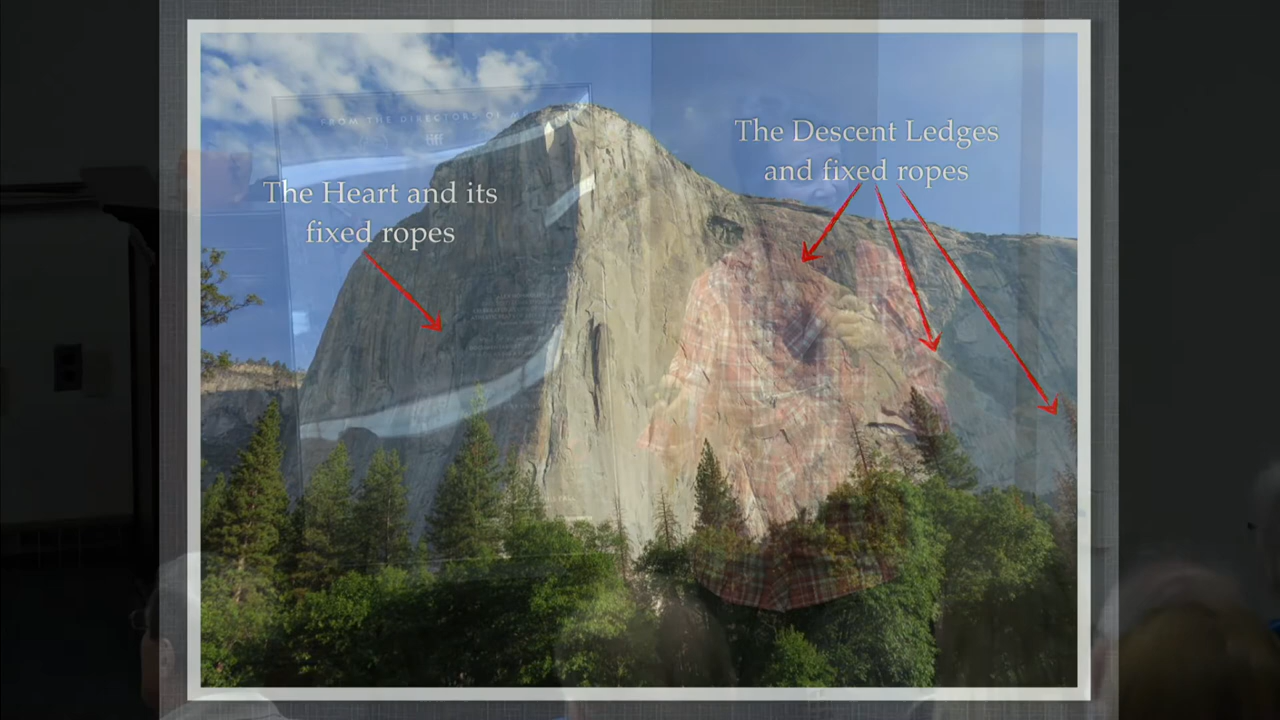 FROM THE DIRECTORS OF
The Heart and its
fixed ropes
The Descent Ledges
and fixed ropes